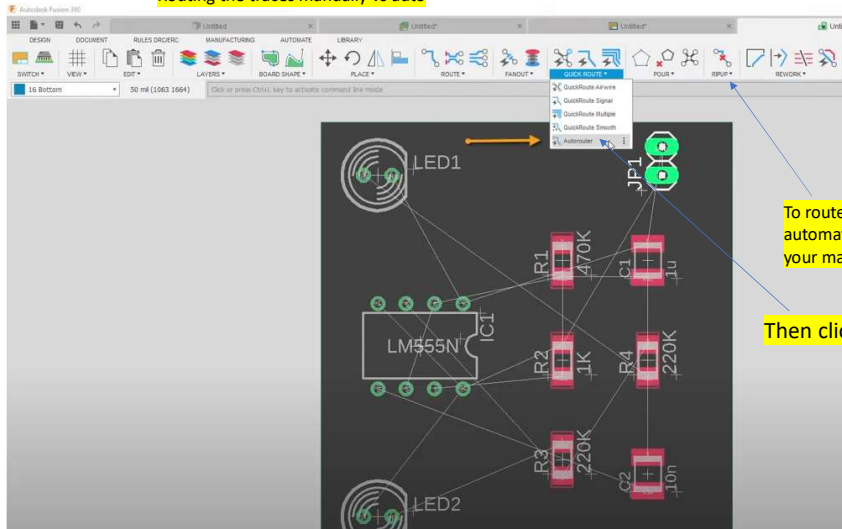 Routing the traces manually To auto
Autodesk Fusion 360
Untitled
Untitled*
Untitled*
DESIGN DOCUMENT RULES DRC/ERC MANUFACTURING AUTOMATE LIBRARY
SWITCH VIEW EDIT LAYERS BOARD SHAPE PLACE ROUTE FANOUT QUICK ROUTE POUR RIPUP REWORK
16 Bottom 50 mil (1063 1664) Click or press Ctrl+L key to activate command line mode
QuickRoute Airwire
QuickRoute Signal
QuickRoute Multiple
QuickRoute Smooth
Autorouter
LED1
JP1
To route
your ma
R1
470K
C1
1u
Then clic
IC1
LM555N
R2
1K
R4
220K
R3
220K
C2
10n
LED2